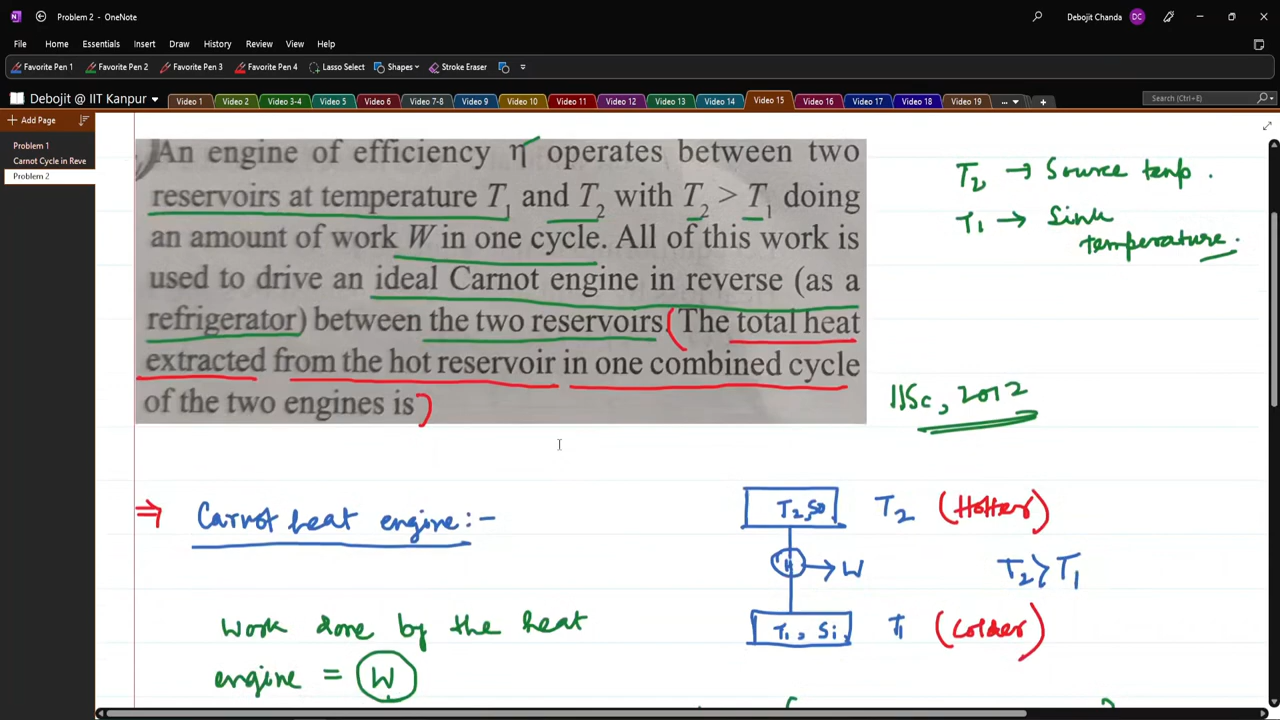 Problem 2 - OneNote
Debojit Chanda DC
File Home Essentials Insert Draw History Review View Help
Favorite Pen 1 Favorite Pen 2 Favorite Pen 3 Favorite Pen 4 Lasso Select Shapes Stroke Eraser
Debojit @ IIT Kanpur Video 1 Video 2 Video 3-4 Video 5 Video 6 Video 7-8 Video 9 Video 10 Video 11 Video 12 Video 13 Video 14 Video 15 Video 16 Video 17 Video 18 Video 19 ... + Search (Ctrl+E)
+ Add Page
Problem 1
Carnot Cycle in Reve
Problem 2
An engine of efficiency η operates between two
reservoirs at temperature T₁ and T₂ with T₂ > T₁ doing
an amount of work W in one cycle. All of this work is
used to drive an ideal Carnot engine in reverse (as a
refrigerator) between the two reservoirs. (The total heat
extracted from the hot reservoir in one combined cycle
of the two engines is)
T₂ → Source temp.
T₁ → Sink
temperature.
IISc, 2012
⇒ Carnot heat engine:-
T₂, So T₂ (Hotter)
→ W T₂ > T₁
T₁, Si T₁ (Colder)
Work done by the heat
engine = W